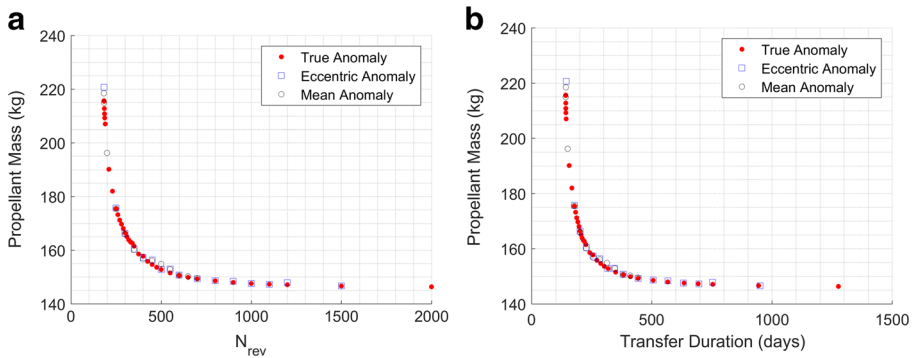 a
240
220
200
180
160
140
Propellant Mass (kg)
True Anomaly
Eccentric Anomaly
Mean Anomaly
0 500 1000 1500 2000
N_rev
b
240
220
200
180
160
140
Propellant Mass (kg)
True Anomaly
Eccentric Anomaly
Mean Anomaly
0 500 1000 1500
Transfer Duration (days)